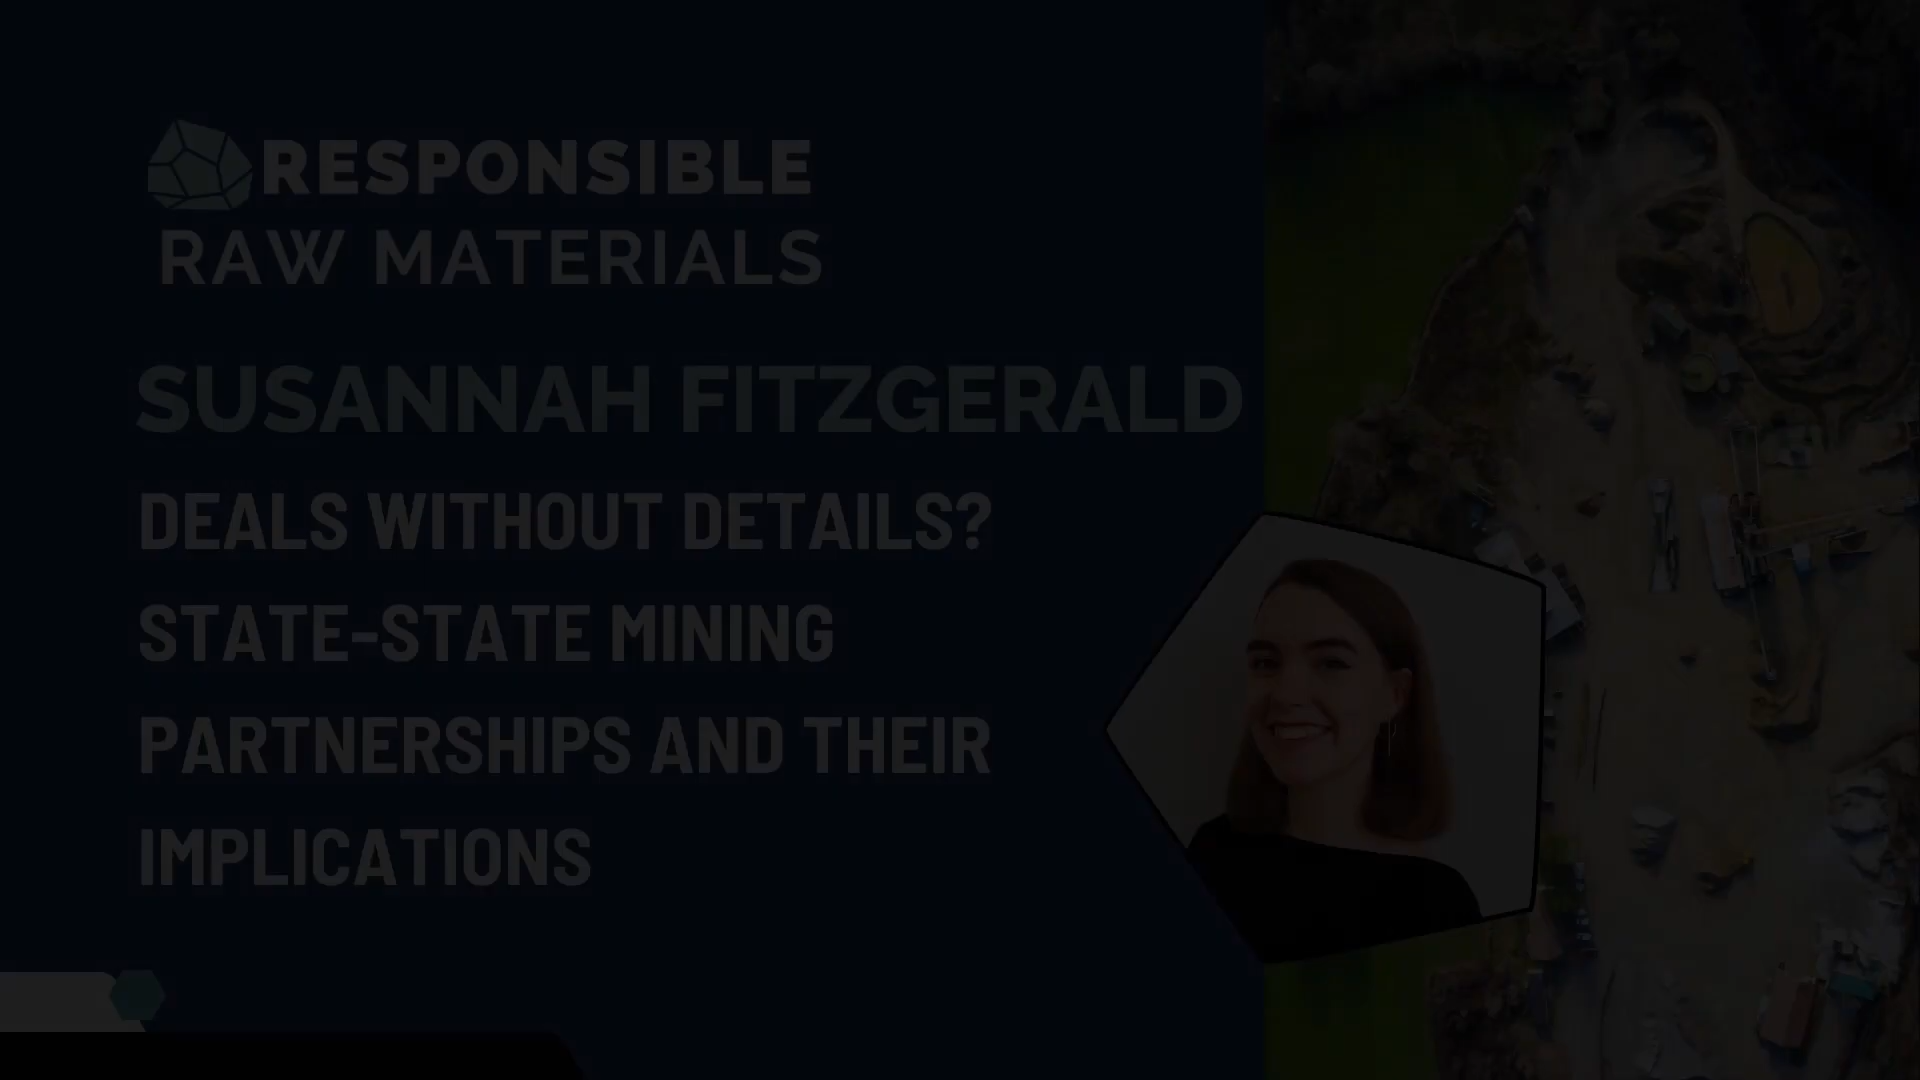 RESPONSIBLE
RAW MATERIALS
SUSANNAH FITZGERALD
DEALS WITHOUT DETAILS?
STATE-STATE MINING
PARTNERSHIPS AND THEIR
IMPLICATIONS